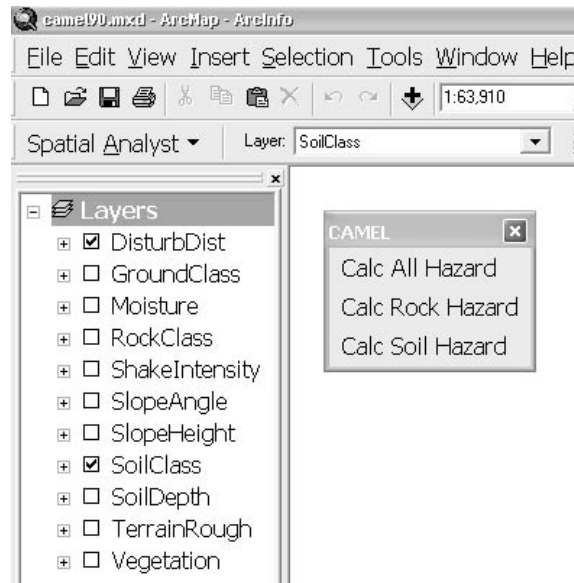 camel90.mxd - ArcMap - ArcInfo
File Edit View Insert Selection Tools Window Help
1:63,910
Spatial Analyst Layer: SoilClass
Layers
DisturbDist
GroundClass
Moisture
RockClass
ShakeIntensity
SlopeAngle
SlopeHeight
SoilClass
SoilDepth
TerrainRough
Vegetation
CAMEL
Calc All Hazard
Calc Rock Hazard
Calc Soil Hazard